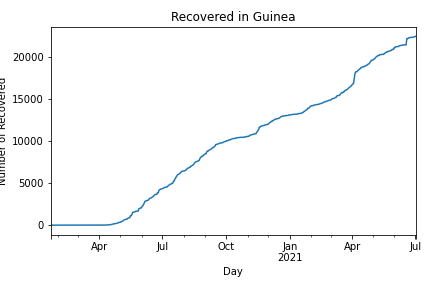 Recovered in Guinea
Number of Recovered
20000
15000
10000
5000
0
Apr
Jul
Oct
Jan
2021
Apr
Jul
Day